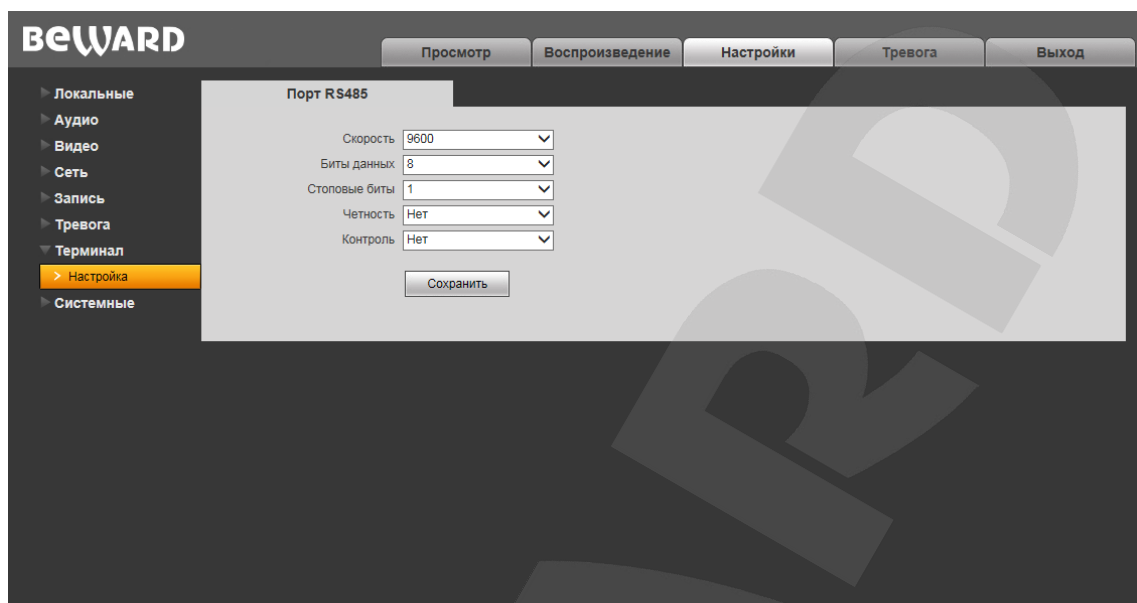 BEWARD
Просмотр Воспроизведение Настройки Тревога Выход
Локальные
Аудио
Видео
Сеть
Запись
Тревога
Терминал
> Настройка
Системные
Порт RS485
Скорость 9600
Биты данных 8
Стоповые биты 1
Четность Нет
Контроль Нет
Сохранить